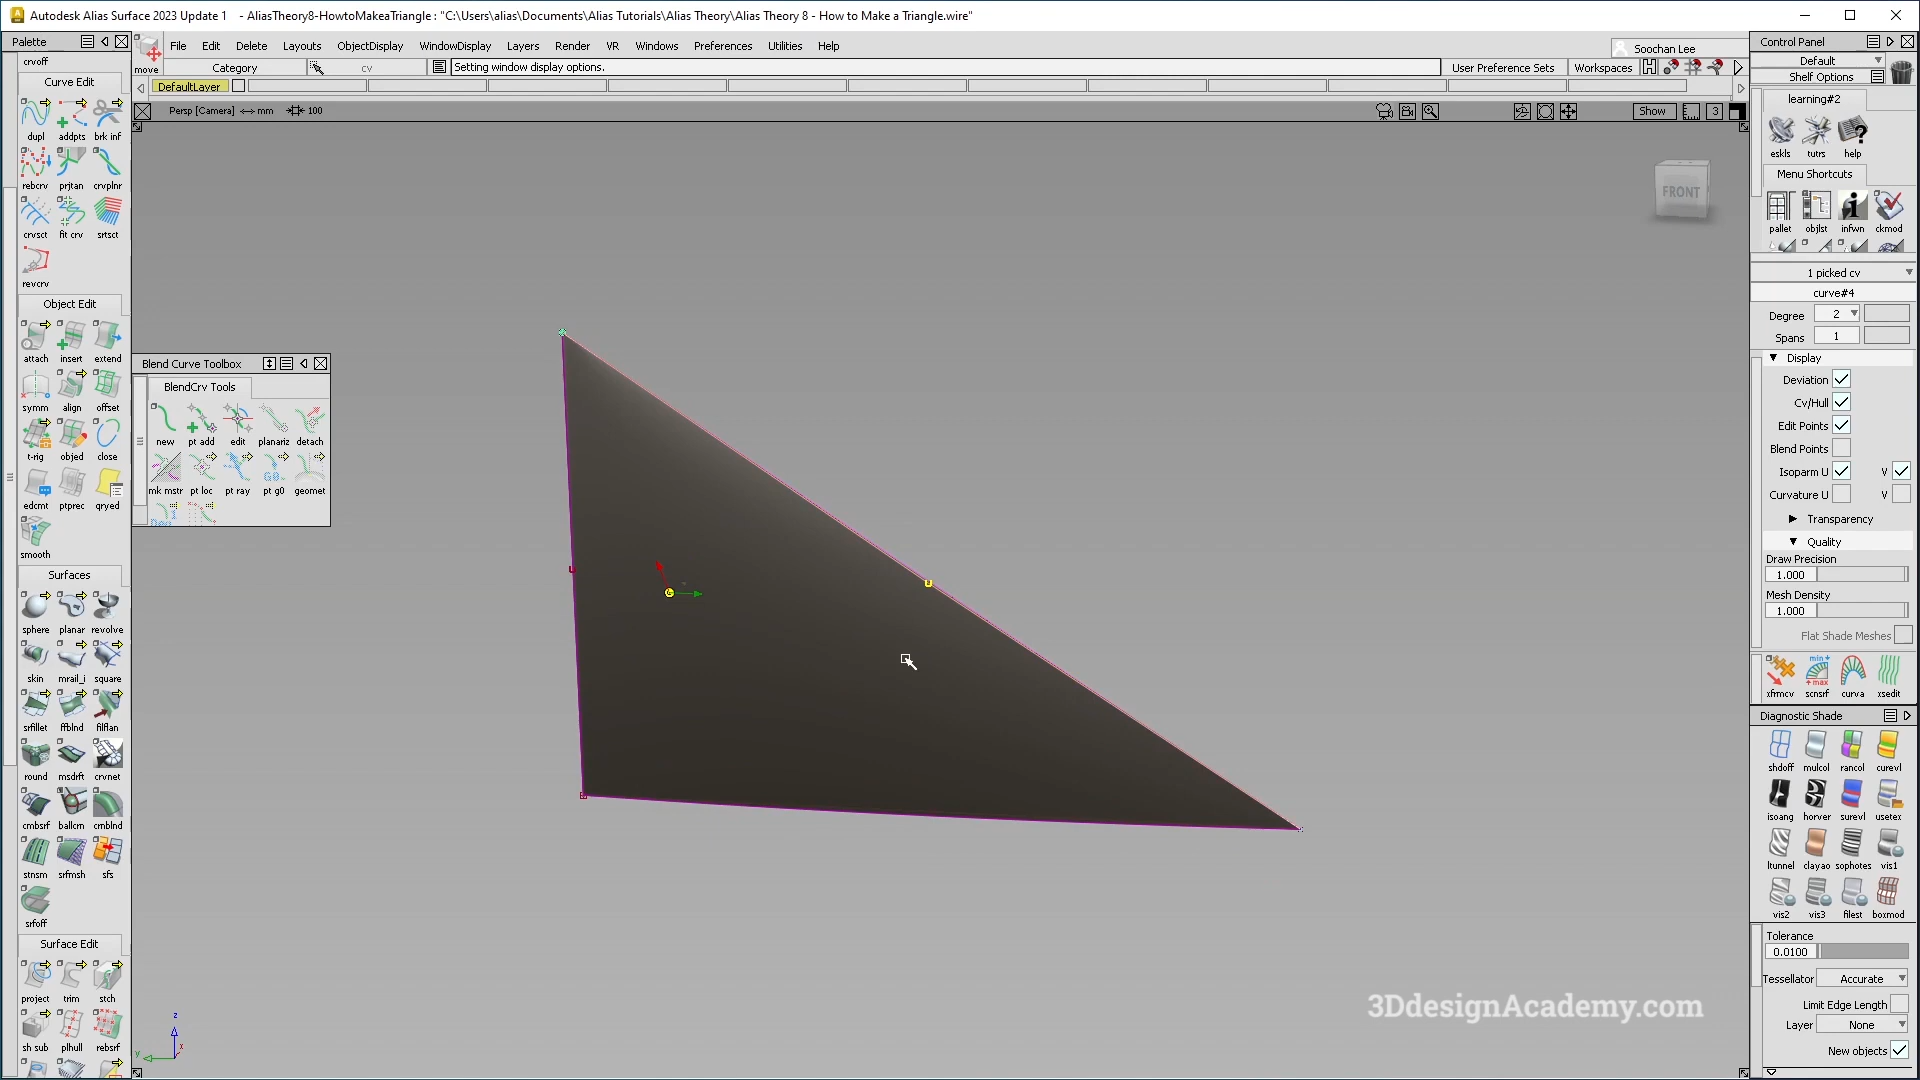 Autodesk Alias Surface 2023 Update 1 - AliasTheory8-HowtoMakeaTriangle : "C:\Users\alias\Documents\Alias Tutorials\Alias Theory\Alias Theory 8 - How to Make a Triangle.wire"
Palette
File Edit Delete Layouts ObjectDisplay WindowDisplay Layers Render VR Windows Preferences Utilities Help
Soochan Lee
move Category cv Setting window display options. User Preference Sets Workspaces
DefaultLayer
Persp [Camera] mm 100
Show 3
crvoff
Curve Edit
dupl addpts brk inf
rebcrv prjtan crvplnr
crvsct fit crv srtsct
revcrv
Object Edit
attach insert extend
symm align offset
t-rig objed close
edcmt ptprec qryed
smooth
Surfaces
sphere planar revolve
skin mrail_i square
srfillet ffblnd filflan
round msdrft crvnet
cmbsrf ballcrn cmblnd
stnsm srfmsh sfs
srfoff
Surface Edit
project trim stch
sh sub plhull rebsrf
Blend Curve Toolbox
BlendCrv Tools
new pt add edit planariz detach
mk mstr pt loc pt ray pt g0 geomet
FRONT
z
y
x
3DdesignAcademy.com
Control Panel
Default
Shelf Options
learning#2
eskls tutrs help
Menu Shortcuts
pallet objlst infwn ckmod
1 picked cv
curve#4
Degree 2
Spans 1
Display
Deviation
Cv/Hull
Edit Points
Blend Points
Isoparm U V
Curvature U V
Transparency
Quality
Draw Precision
1.000
Mesh Density
1.000
Flat Shade Meshes
xfrmcv scnsrf curva xsedit
Diagnostic Shade
shdoff mulcol rancol curevl
isoang horver surevl usetex
ltunnel clayao sophotes vis1
vis2 vis3 filest boxmod
Tolerance
0.0100
Tessellator Accurate
Limit Edge Length
Layer None
New objects